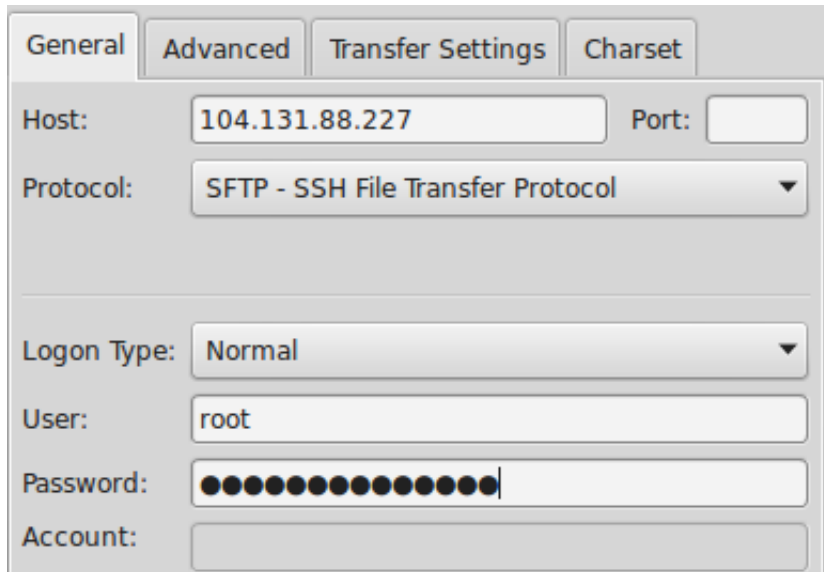 General Advanced Transfer Settings Charset
Host: 104.131.88.227 Port:
Protocol: SFTP - SSH File Transfer Protocol
Logon Type: Normal
User: root
Password: ●●●●●●●●●●●●●●
Account: